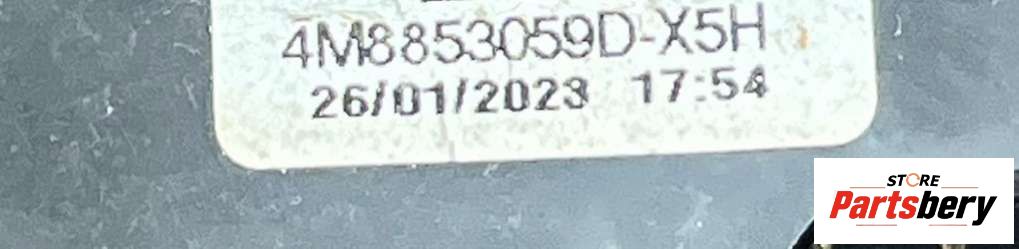 4M8853059D-X5H
26/01/2023 17:54
STORE
Partsbery